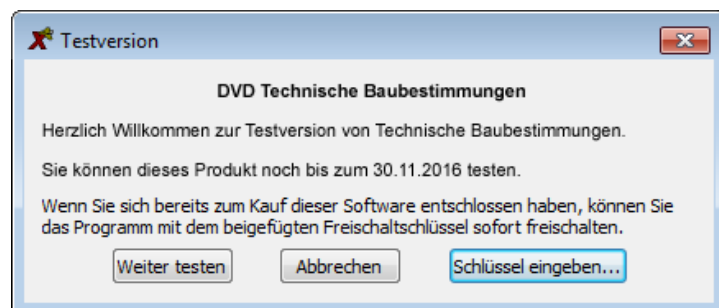 Testversion
DVD Technische Baubestimmungen
Herzlich Willkommen zur Testversion von Technische Baubestimmungen.
Sie können dieses Produkt noch bis zum 30.11.2016 testen.
Wenn Sie sich bereits zum Kauf dieser Software entschlossen haben, können Sie
das Programm mit dem beigefügten Freischaltschlüssel sofort freischalten.
Weiter testen Abbrechen Schlüssel eingeben...